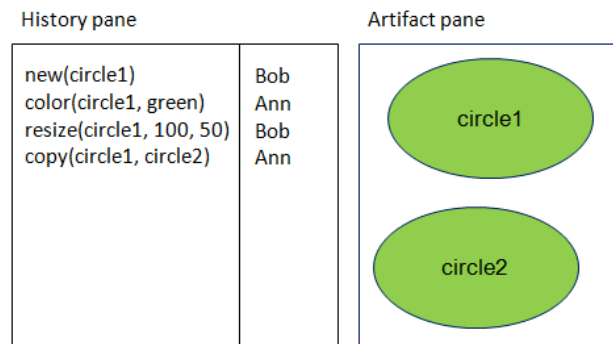 History pane
Artifact pane
new(circle1) Bob
color(circle1, green) Ann
resize(circle1, 100, 50) Bob
copy(circle1, circle2) Ann
circle1
circle2